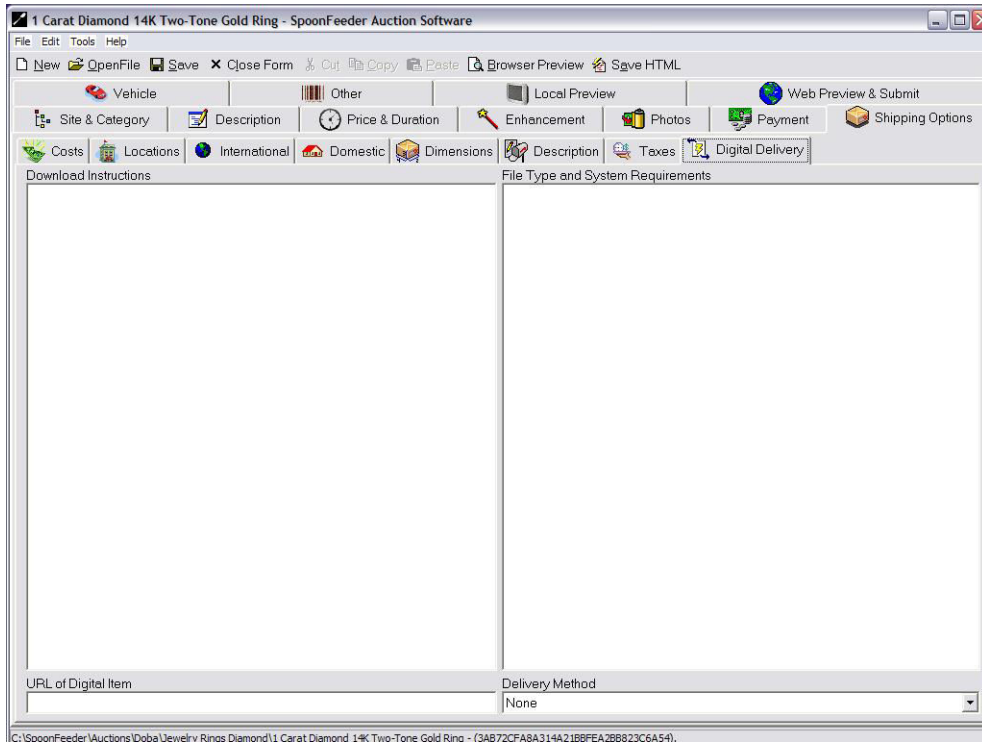 1 Carat Diamond 14K Two-Tone Gold Ring - SpoonFeeder Auction Software
File Edit Tools Help
New OpenFile Save Close Form Cut Copy Paste Browser Preview Save HTML
Vehicle Other Local Preview Web Preview & Submit
Site & Category Description Price & Duration Enhancement Photos Payment Shipping Options
Costs Locations International Domestic Dimensions Description Taxes Digital Delivery
Download Instructions File Type and System Requirements
URL of Digital Item Delivery Method
None
C:\SpoonFeeder\Auctions\Doba\Jewelry Rings Diamond\1 Carat Diamond 14K Two-Tone Gold Ring - (3AB72CFA8A314A21BBFEA2BB823C6A54).